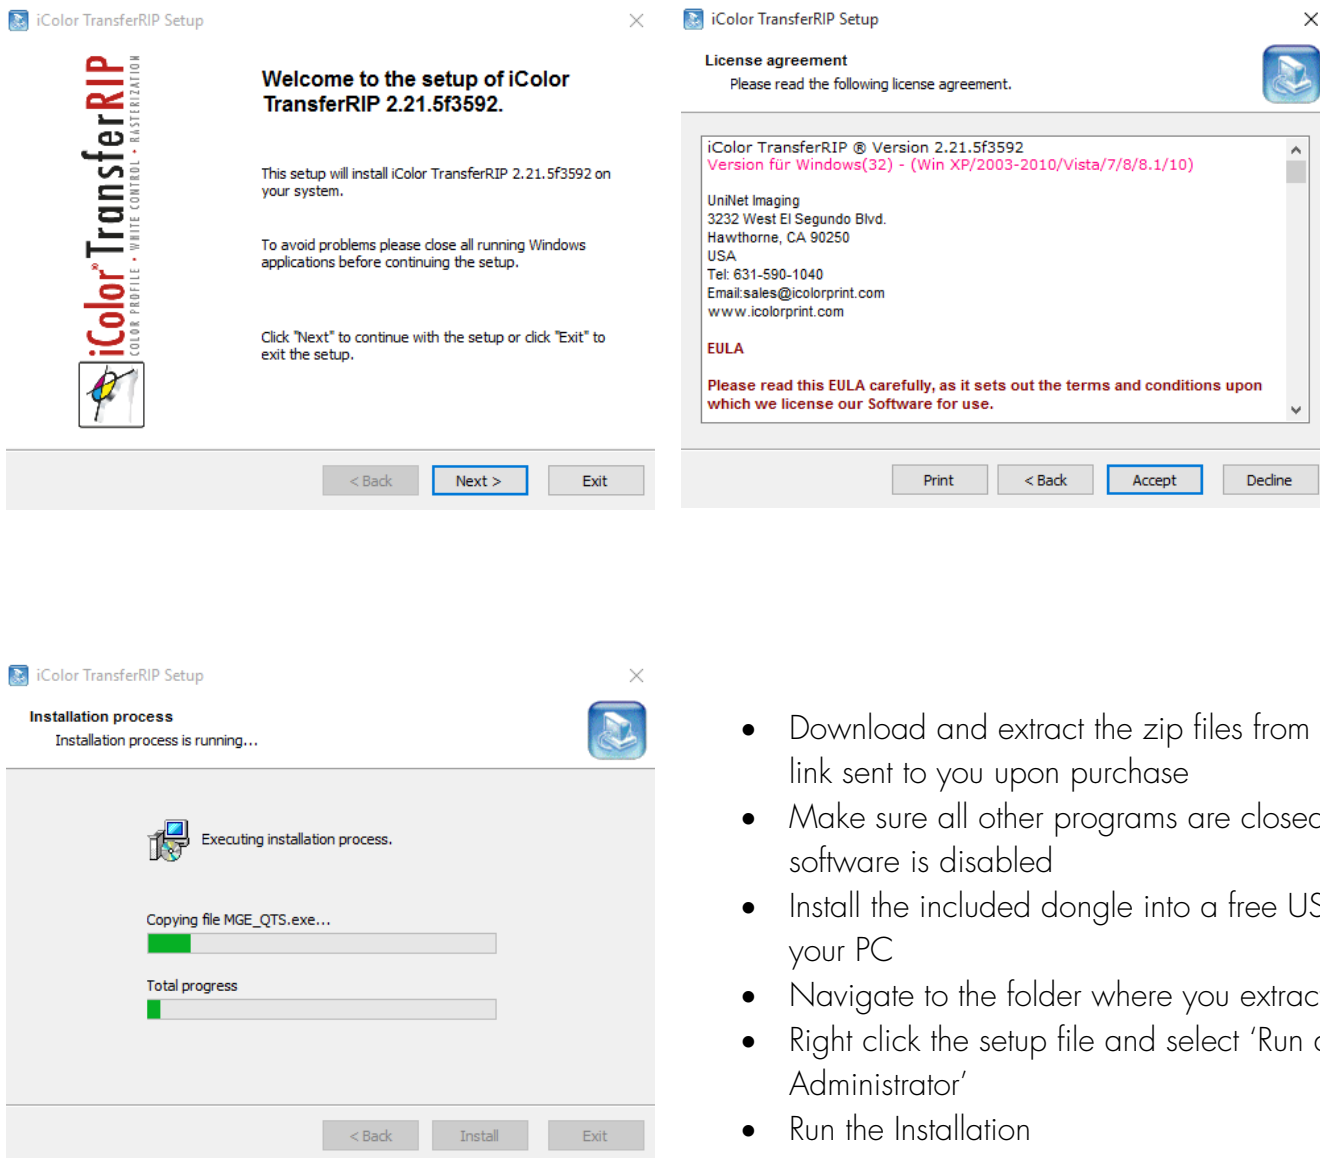 iColor TransferRIP Setup
iColor TransferRIP
COLOR PROFILE • WHITE CONTROL • RASTERIZATION
Welcome to the setup of iColor
TransferRIP 2.21.5f3592.
This setup will install iColor TransferRIP 2.21.5f3592 on
your system.
To avoid problems please close all running Windows
applications before continuing the setup.
Click "Next" to continue with the setup or click "Exit" to
exit the setup.
< Back
Next >
Exit
iColor TransferRIP Setup
License agreement
Please read the following license agreement.
iColor TransferRIP ® Version 2.21.5f3592
Version für Windows(32) - (Win XP/2003-2010/Vista/7/8/8.1/10)
UniNet Imaging
3232 West El Segundo Blvd.
Hawthorne, CA 90250
USA
Tel: 631-590-1040
Email:sales@icolorprint.com
www.icolorprint.com
EULA
Please read this EULA carefully, as it sets out the terms and conditions upon
which we license our Software for use.
Print
< Back
Accept
Decline
iColor TransferRIP Setup
Installation process
Installation process is running...
Executing installation process.
Copying file MGE_QTS.exe...
Total progress
< Back
Install
Exit
• Download and extract the zip files from
link sent to you upon purchase
• Make sure all other programs are closed
software is disabled
• Install the included dongle into a free
your PC
• Navigate to the folder where you
• Right click the setup file and select ‘Run
Administrator’
• Run the Installation